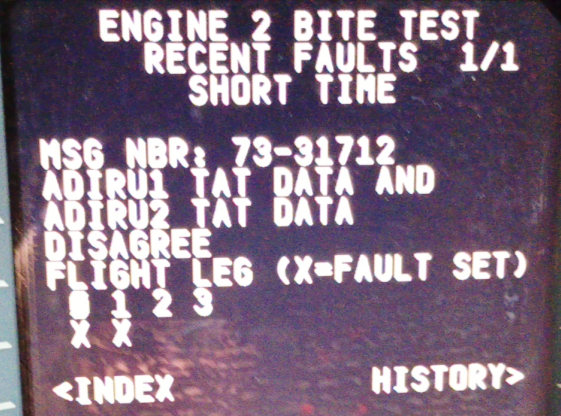 ENGINE 2 BITE TEST
RECENT FAULTS 1/1
SHORT TIME
MSG NBR: 73-31712
ADIRU1 TAT DATA AND
ADIRU2 TAT DATA
DISAGREE
FLIGHT LEG (X=FAULT SET)
0 1 2 3
X X
<INDEX HISTORY>